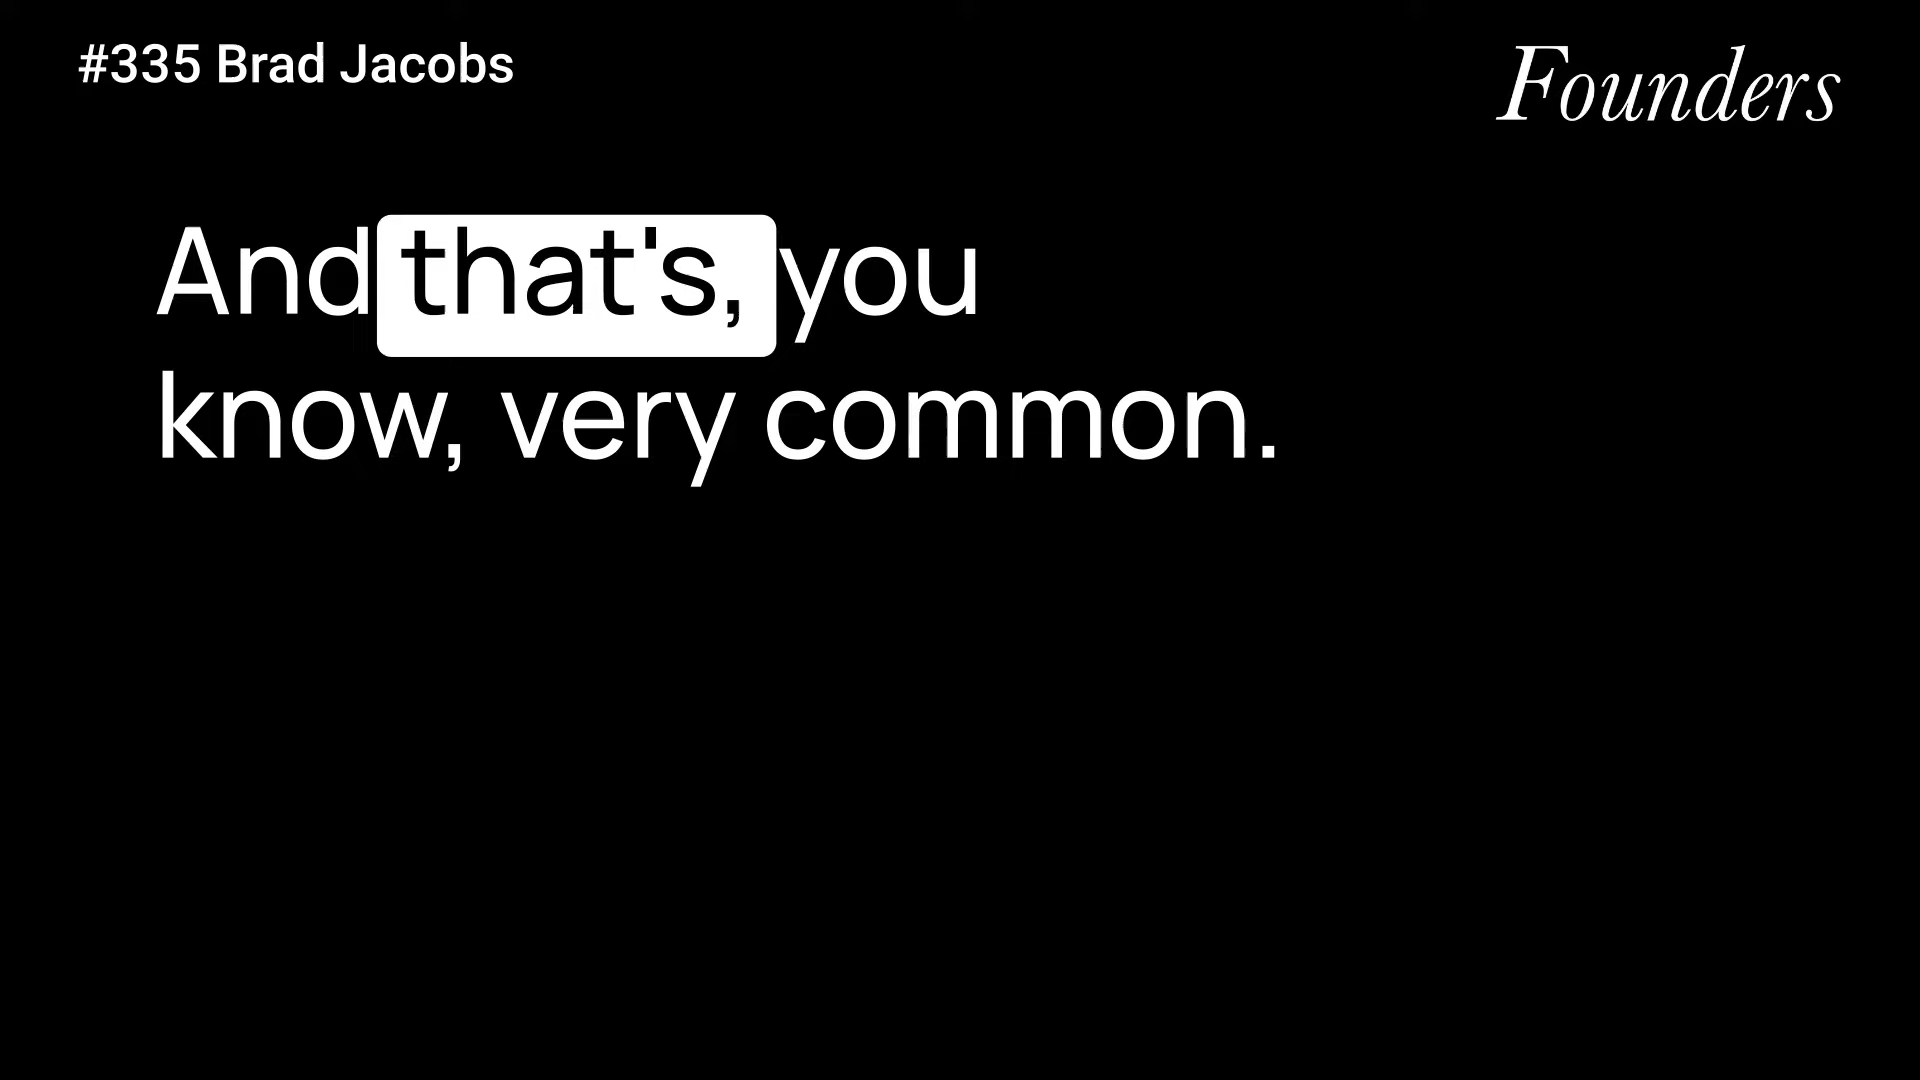 #335 Brad Jacobs
Founders
And that's, you
know, very common.